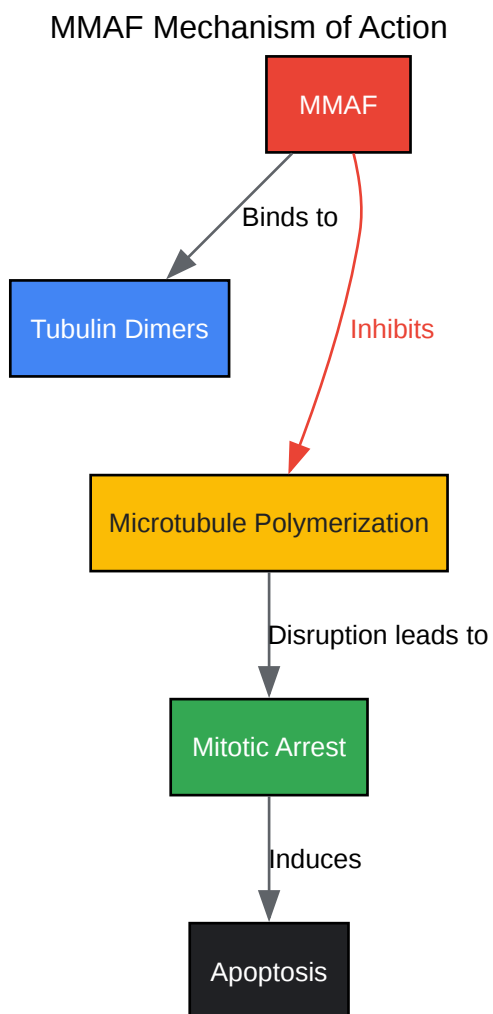 MMAF Mechanism of Action
MMAF
Binds to
Tubulin Dimers
Inhibits
Microtubule Polymerization
Disruption leads to
Mitotic Arrest
Induces
Apoptosis